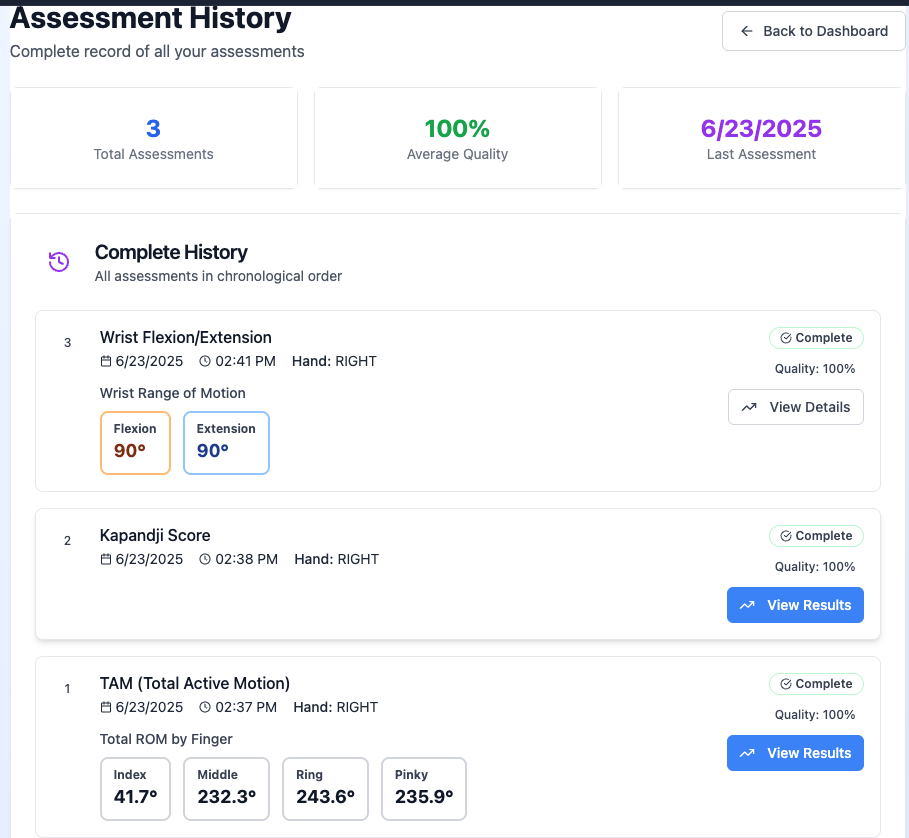 Assessment History
Complete record of all your assessments
Back to Dashboard
3
Total Assessments
100%
Average Quality
6/23/2025
Last Assessment
Complete History
All assessments in chronological order
3
Wrist Flexion/Extension
6/23/2025 02:41 PM Hand: RIGHT
Wrist Range of Motion
Flexion
90°
Extension
90°
Complete
Quality: 100%
View Details
2
Kapandji Score
6/23/2025 02:38 PM Hand: RIGHT
Complete
Quality: 100%
View Results
1
TAM (Total Active Motion)
6/23/2025 02:37 PM Hand: RIGHT
Total ROM by Finger
Index
41.7°
Middle
232.3°
Ring
243.6°
Pinky
235.9°
Complete
Quality: 100%
View Results